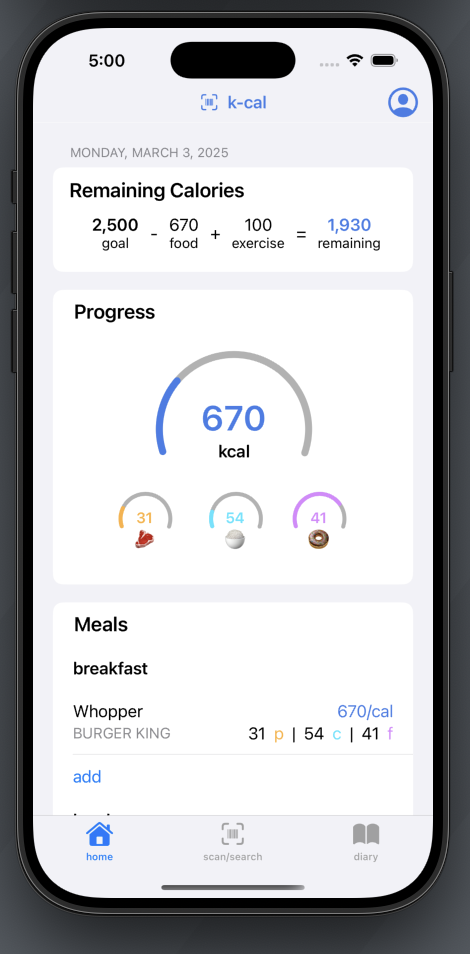 5:00
k-cal
MONDAY, MARCH 3, 2025
Remaining Calories
2,500 - 670 + 100 = 1,930
goal food exercise remaining
Progress
670
kcal
31 54 41
Meals
breakfast
Whopper 670/cal
BURGER KING 31 p | 54 c | 41 f
add
home scan/search diary